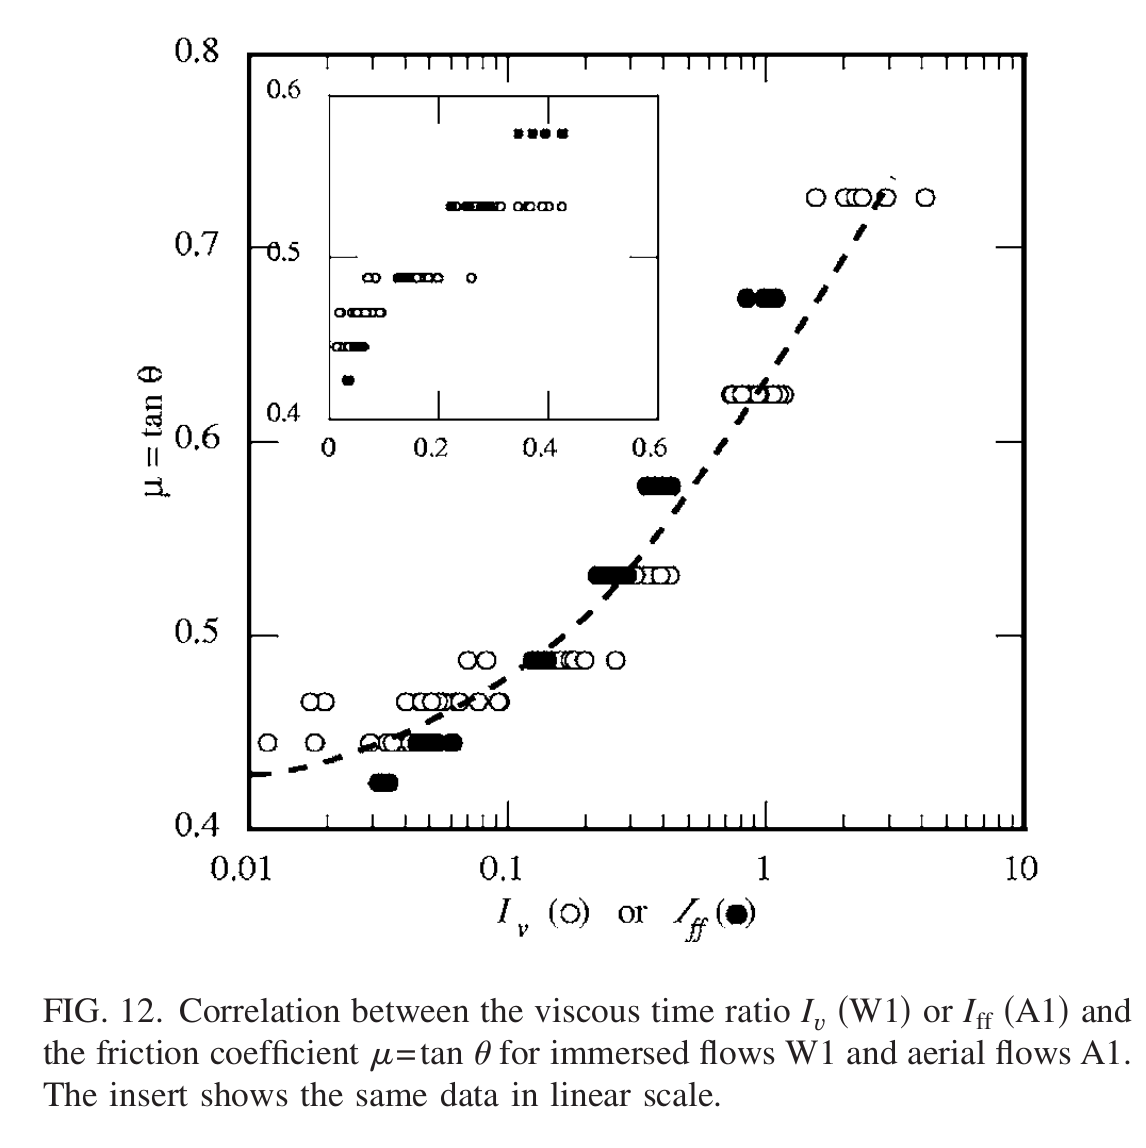 0.8
0.7
0.6
0.5
0.4
μ = tan θ
0.6
0.5
0.4
0 0.2 0.4 0.6
0.01 0.1 1 10
I_v (○) or I_ff (●)
FIG. 12. Correlation between the viscous time ratio I_v (W1) or I_ff (A1) and
the friction coefficient μ=tan θ for immersed flows W1 and aerial flows A1.
The insert shows the same data in linear scale.